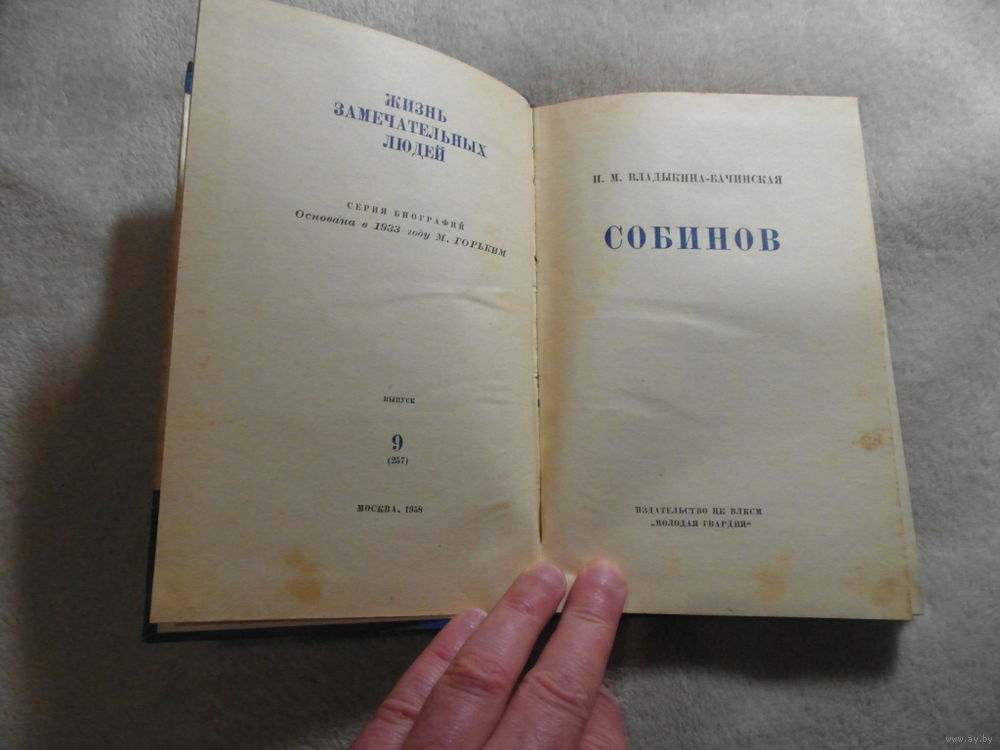 ЖИЗНЬ
ЗАМЕЧАТЕЛЬНЫХ
ЛЮДЕЙ
СЕРИЯ БИОГРАФИЙ
Основана в 1933 году М. ГОРЬКИМ
ВЫПУСК
9
(257)
МОСКВА, 1958
Н. М. ВЛАДЫКИНА-БАЧИНСКАЯ
СОБИНОВ
ИЗДАТЕЛЬСТВО ЦК ВЛКСМ
„МОЛОДАЯ ГВАРДИЯ“
www.ay.by